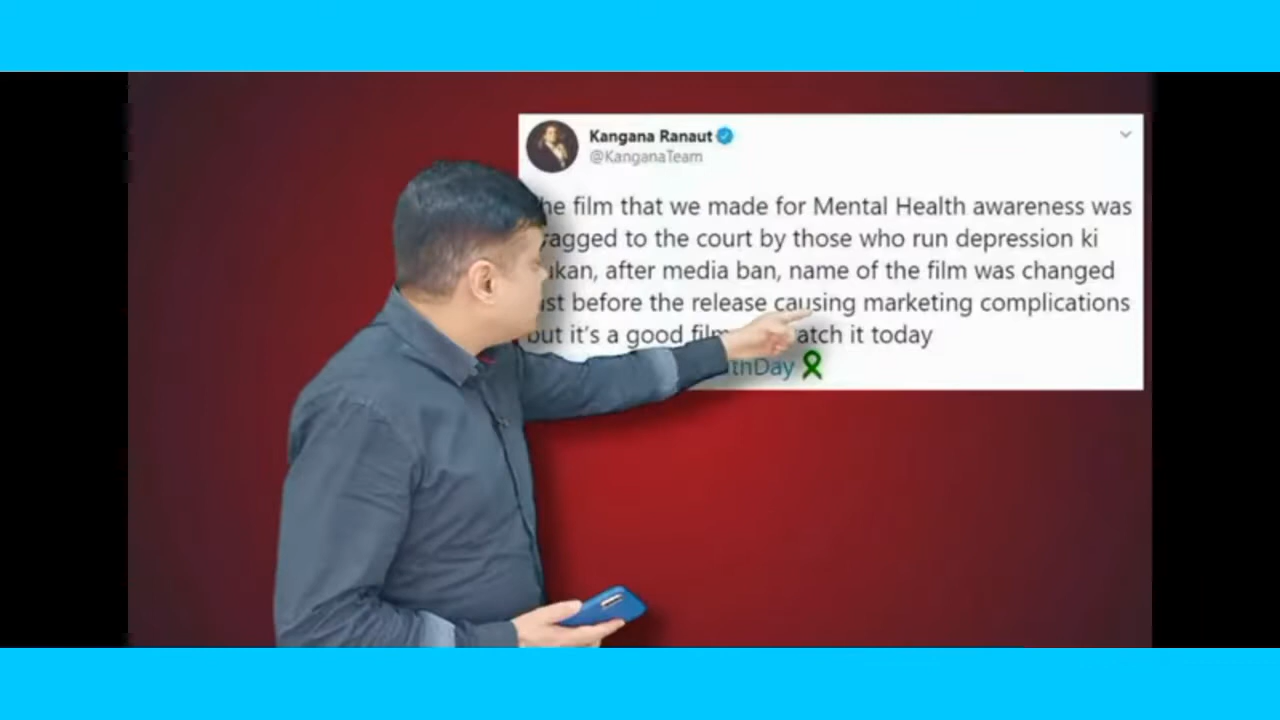 Kangana Ranaut
@KanganaTeam
he film that we made for Mental Health awareness was
ragged to the court by those who run depression ki
ukan, after media ban, name of the film was changed
st before the release causing marketing complications
but it's a good film atch it today
thDay